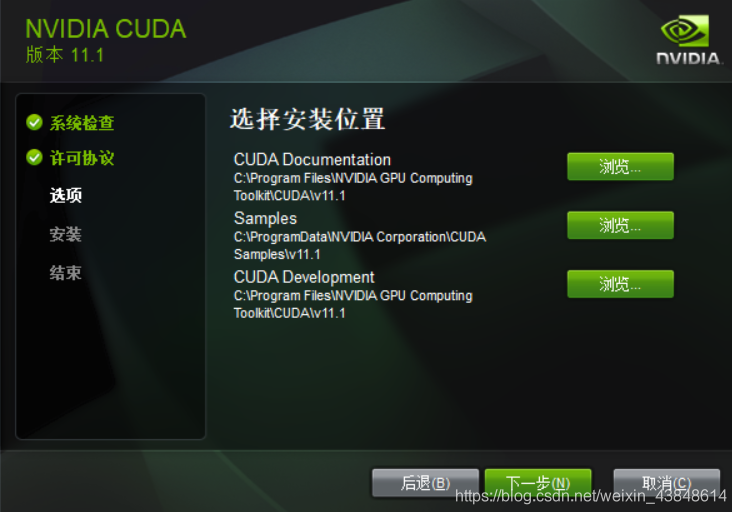 NVIDIA CUDA
版本 11.1
NVIDIA.
系统检查
许可协议
选项
安装
结束
选择安装位置
CUDA Documentation
C:\Program Files\NVIDIA GPU Computing
Toolkit\CUDA\v11.1
浏览...
Samples
C:\ProgramData\NVIDIA Corporation\CUDA
Samples\v11.1
浏览...
CUDA Development
C:\Program Files\NVIDIA GPU Computing
Toolkit\CUDA\v11.1
浏览...
后退(B)
下一步(N)
取消(C)
https://blog.csdn.net/weixin_43848614